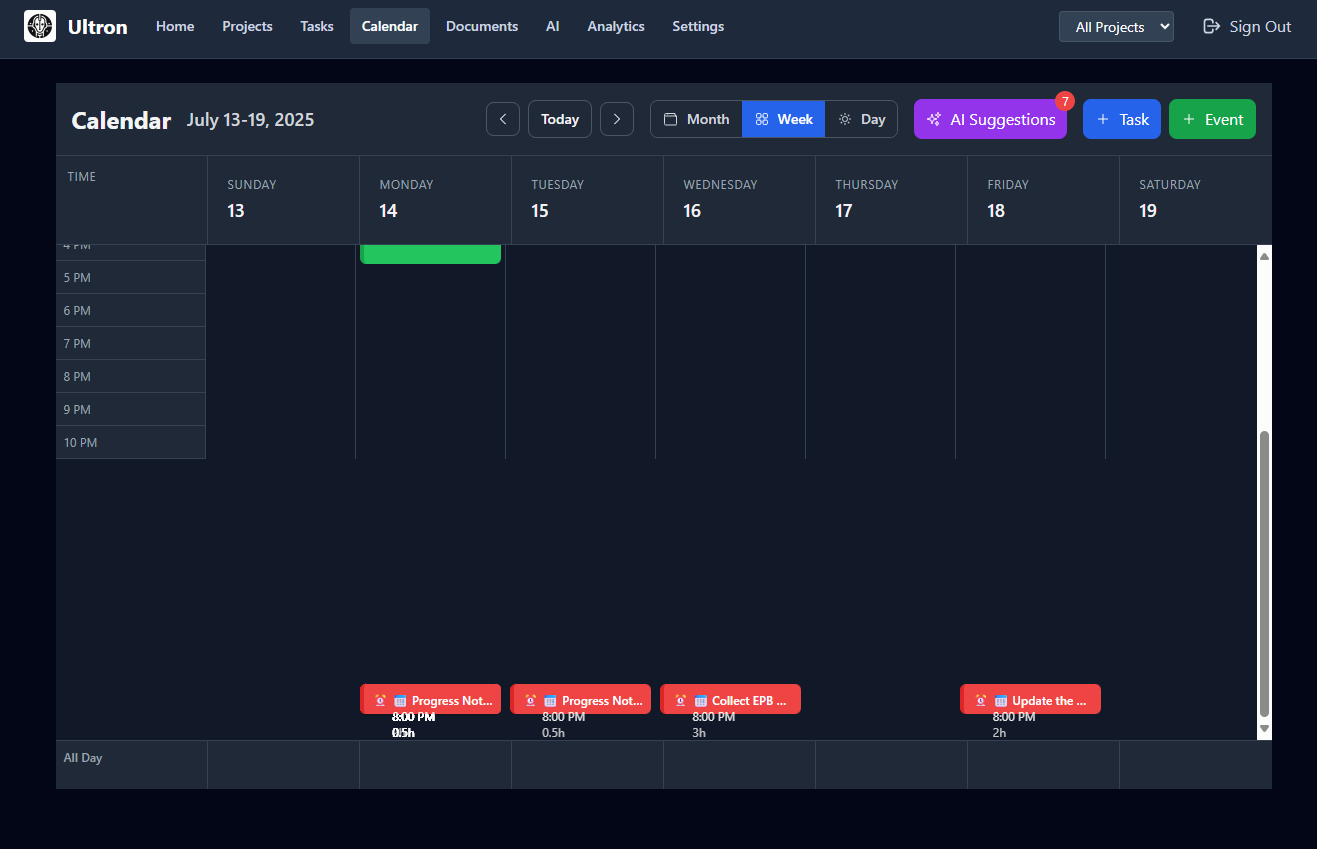 Ultron Home Projects Tasks Calendar Documents AI Analytics Settings All Projects Sign Out
7
Calendar July 13-19, 2025 Today Month Week Day AI Suggestions + Task + Event
TIME SUNDAY MONDAY TUESDAY WEDNESDAY THURSDAY FRIDAY SATURDAY
13 14 15 16 17 18 19
4 PM
5 PM
6 PM
7 PM
8 PM
9 PM
10 PM
Progress Not... Progress Not... Collect EPB ... Update the ...
8:00 PM 8:00 PM 8:00 PM 8:00 PM
0.5h 3h 2h
All Day